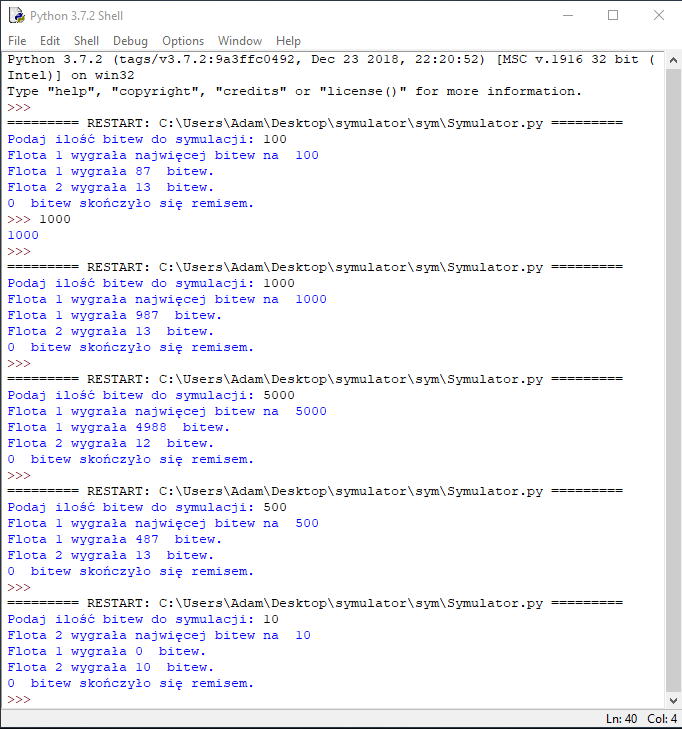 Python 3.7.2 Shell
File Edit Shell Debug Options Window Help
Python 3.7.2 (tags/v3.7.2:9a3ffc0492, Dec 23 2018, 22:20:52) [MSC v.1916 32 bit (
Intel)] on win32
Type "help", "copyright", "credits" or "license()" for more information.
>>>
========= RESTART: C:\Users\Adam\Desktop\symulator\sym\Symulator.py =========
Podaj ilość bitew do symulacji: 100
Flota 1 wygrała najwięcej bitew na  100
Flota 1 wygrała 87  bitew.
Flota 2 wygrała 13  bitew.
0  bitew skończyło się remisem.
>>> 1000
1000
>>>
========= RESTART: C:\Users\Adam\Desktop\symulator\sym\Symulator.py =========
Podaj ilość bitew do symulacji: 1000
Flota 1 wygrała najwięcej bitew na  1000
Flota 1 wygrała 987  bitew.
Flota 2 wygrała 13  bitew.
0  bitew skończyło się remisem.
>>>
========= RESTART: C:\Users\Adam\Desktop\symulator\sym\Symulator.py =========
Podaj ilość bitew do symulacji: 5000
Flota 1 wygrała najwięcej bitew na  5000
Flota 1 wygrała 4988  bitew.
Flota 2 wygrała 12  bitew.
0  bitew skończyło się remisem.
>>>
========= RESTART: C:\Users\Adam\Desktop\symulator\sym\Symulator.py =========
Podaj ilość bitew do symulacji: 500
Flota 1 wygrała najwięcej bitew na  500
Flota 1 wygrała 487  bitew.
Flota 2 wygrała 13  bitew.
0  bitew skończyło się remisem.
>>>
========= RESTART: C:\Users\Adam\Desktop\symulator\sym\Symulator.py =========
Podaj ilość bitew do symulacji: 10
Flota 2 wygrała najwięcej bitew na  10
Flota 1 wygrała 0  bitew.
Flota 2 wygrała 10  bitew.
0  bitew skończyło się remisem.
>>>
Ln: 40 Col: 4